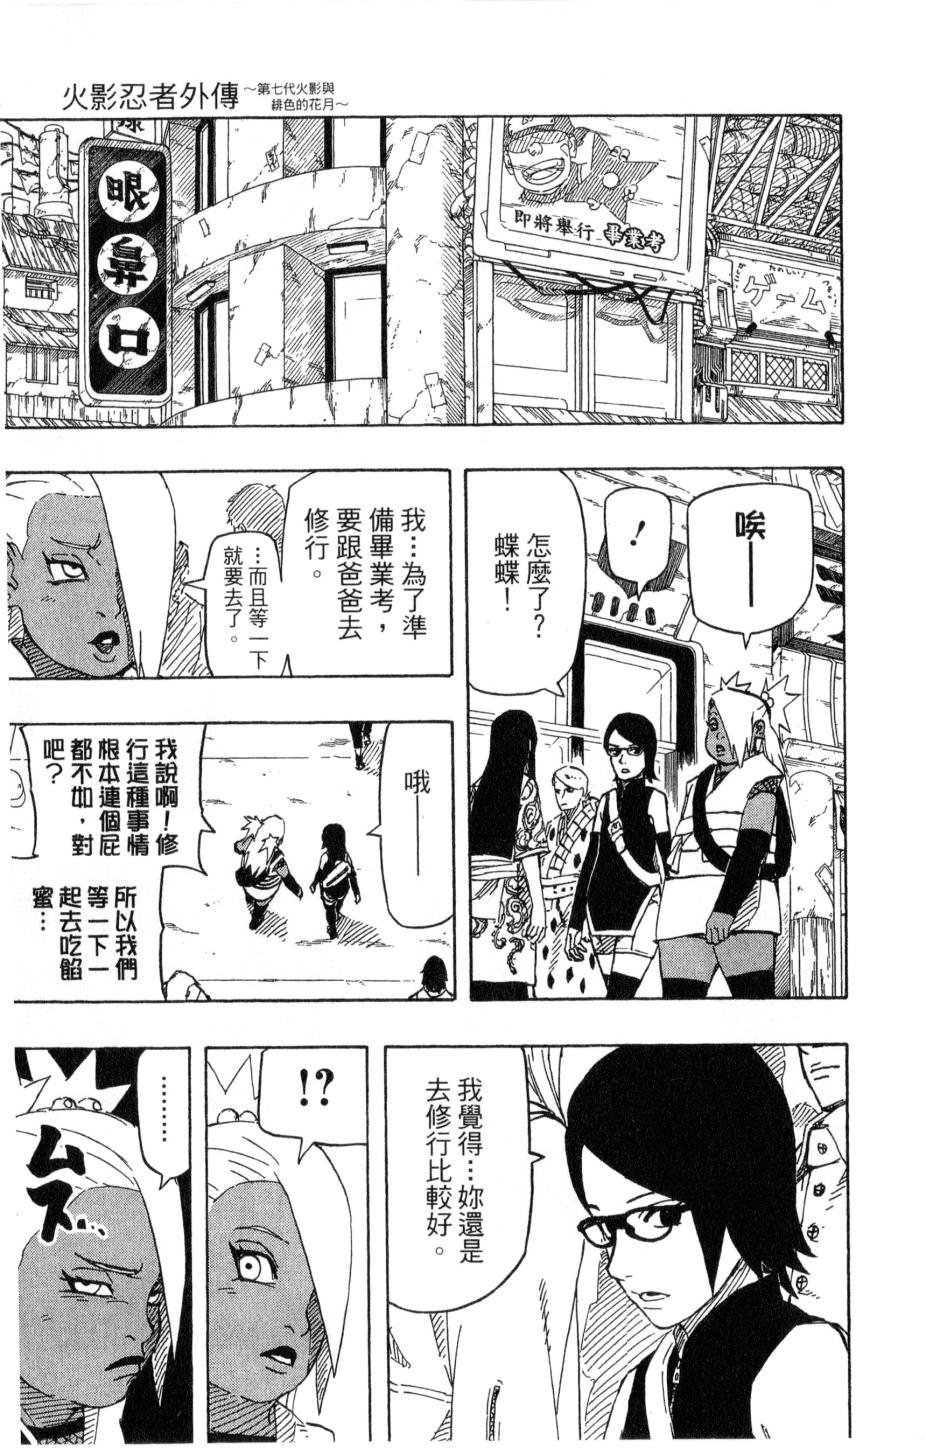 火影忍者外傳
～第七代火影與
緋色的花月～
眼
鼻
口
即將舉行 畢業考
たのしい！
ゲーム
唉──
！
怎麼了？
蝶蝶！
我…為了準
備畢業考，
要跟爸爸去
修行。
…而且等一下
就要去了。
哦──
我說啊！修
行這種事情
根本連個屁
都不如，對
吧？
所以我們
等一下一
起去吃餡
蜜…
我覺得…妳還是
去修行比較好。
!?
………
ムス…